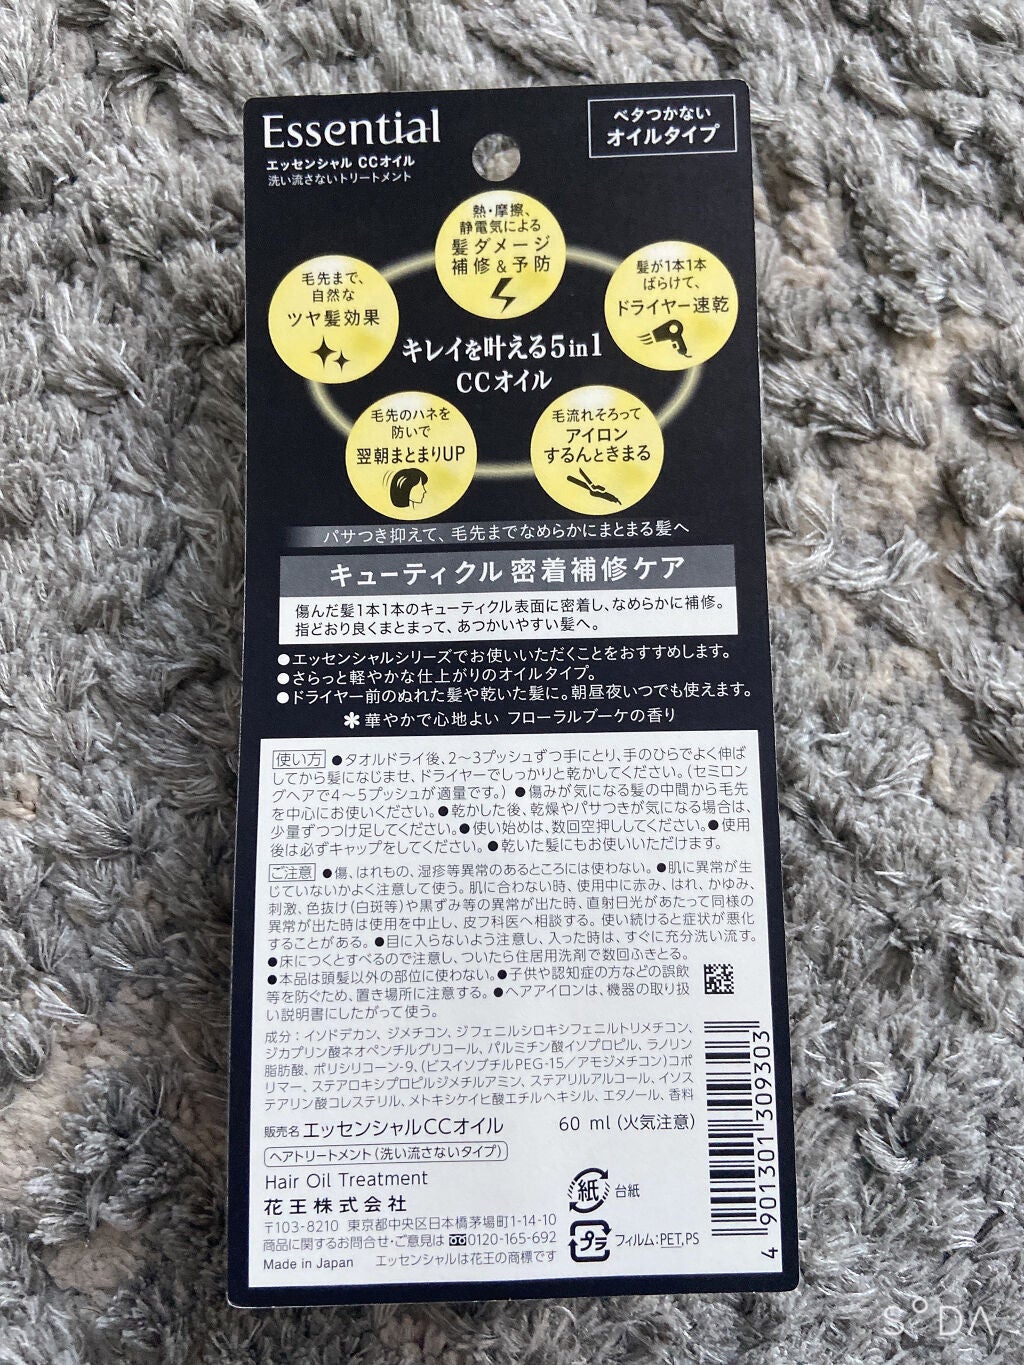 Essential
エッセンシャル CCオイル
洗い流さないトリートメント
ベタつかない
オイルタイプ
熱・摩擦、
静電気による
髪ダメージ
補修&予防
毛先まで、
自然な
ツヤ髪効果
髪が1本1本
ばらけて、
ドライヤー速乾
キレイを叶える5in1
CCオイル
毛先のハネを
防いで
翌朝まとまりUP
毛流れそろって
アイロン
するんときまる
パサつき抑えて、毛先までなめらかにまとまる髪へ
キューティクル密着補修ケア
傷んだ髪1本1本のキューティクル表面に密着し、なめらかに補修。
指どおり良くまとまって、あつかいやすい髪へ。
●エッセンシャルシリーズでお使いいただくことをおすすめします。
●さらっと軽やかな仕上がりのオイルタイプ。
●ドライヤー前のぬれた髪や乾いた髪に。朝昼夜いつでも使えます。
✻華やかで心地よい フローラルブーケの香り
使い方 ●タオルドライ後、2〜3プッシュずつ手にとり、手のひらでよく伸ば
してから髪になじませ、ドライヤーでしっかりと乾かしてください。(セミロン
グヘアで4〜5プッシュが適量です。) ●傷みが気になる髪の中間から毛先
を中心にお使いください。●乾かした後、乾燥やパサつきが気になる場合は、
少量ずつつけ足してください。●使い始めは、数回空押ししてください。●使用
後は必ずキャップをしてください。●乾いた髪にもお使いいただけます。
ご注意 ●傷、はれもの、湿疹等異常のあるところには使わない。●肌に異常が生
じていないかよく注意して使う。肌に合わない時、使用中に赤み、はれ、かゆみ、
刺激、色抜け(白斑等)や黒ずみ等の異常が出た時、直射日光があたって同様の
異常が出た時は使用を中止し、皮フ科医へ相談する。使い続けると症状が悪化
することがある。●目に入らないよう注意し、入った時は、すぐに充分洗い流す。
●床につくとすべるので注意し、ついたら住居用洗剤で数回ふきとる。
●本品は頭髪以外の部位に使わない。●子供や認知症の方などの誤飲
等を防ぐため、置き場所に注意する。●ヘアアイロンは、機器の取り扱
い説明書にしたがって使う。
成分:イソドデカン、ジメチコン、ジフェニルシロキシフェニルトリメチコン、
ジカプリン酸ネオペンチルグリコール、パルミチン酸イソプロピル、ラノリン
脂肪酸、ポリシリコーン-9、(ビスイソブチルPEG-15/アモジメチコン)コポ
リマー、ステアロキシプロピルジメチルアミン、ステアリルアルコール、イソス
テアリン酸コレステリル、メトキシケイヒ酸エチルヘキシル、エタノール、香料
販売名 エッセンシャルCCオイル 60 ml (火気注意)
ヘアトリートメント(洗い流さないタイプ)
Hair Oil Treatment
花王株式会社
〒103-8210 東京都中央区日本橋茅場町1-14-10
商品に関するお問合せ・ご意見は 0120-165-692
Made in Japan エッセンシャルは花王の商標です
紙 台紙
プラ フィルム:PET,PS
4 901301 309303
SODA